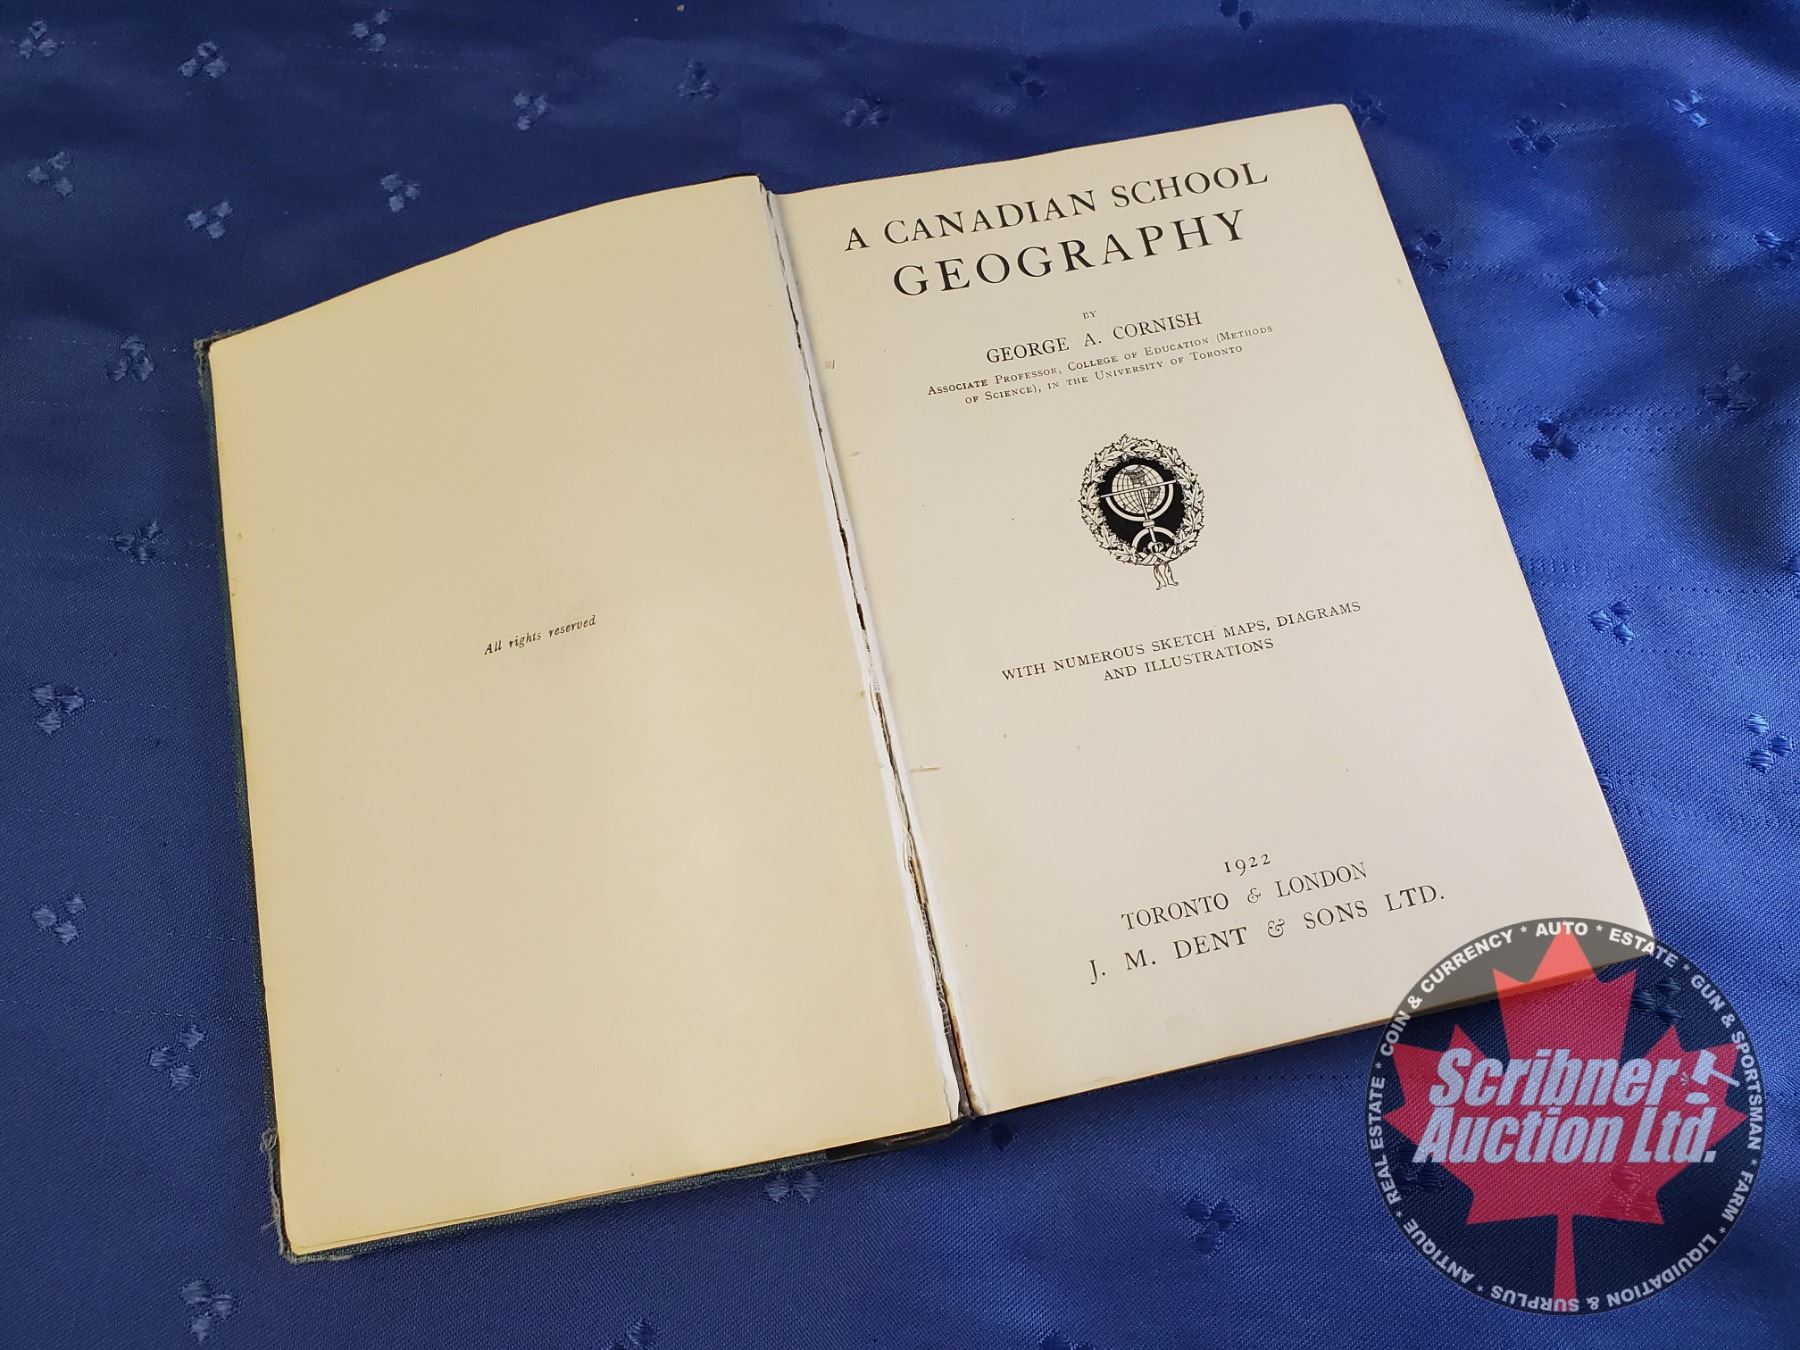 All rights reserved
A CANADIAN SCHOOL
GEOGRAPHY
BY
GEORGE A. CORNISH
ASSOCIATE PROFESSOR, COLLEGE OF EDUCATION (METHODS
OF SCIENCE), IN THE UNIVERSITY OF TORONTO
WITH NUMEROUS SKETCH MAPS, DIAGRAMS
AND ILLUSTRATIONS
1922
TORONTO & LONDON
J. M. DENT & SONS LTD.
REAL ESTATE * COIN & CURRENCY * AUTO * ESTATE * GUN & SPORTSMAN * FARM * LIQUIDATION & SURPLUS * ANTIQUE *
Scribner
Auction Ltd.